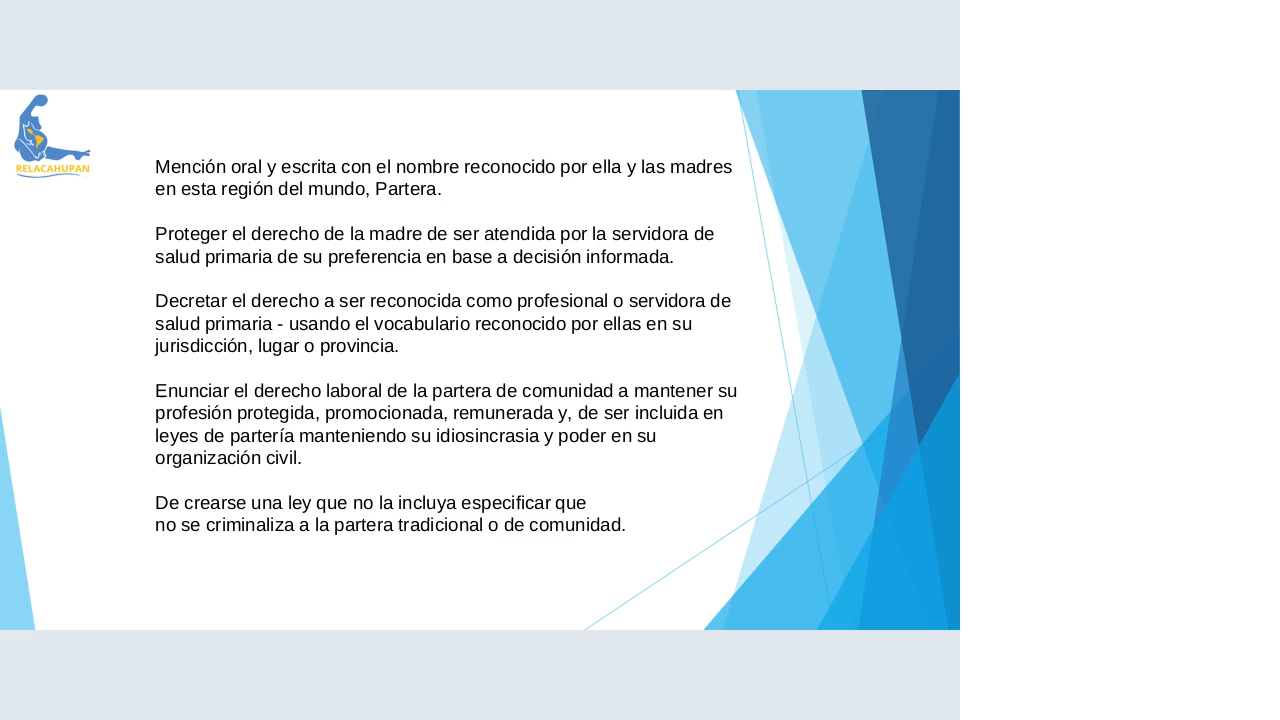 RELACAHUPAN
Mención oral y escrita con el nombre reconocido por ella y las madres
en esta región del mundo, Partera.
Proteger el derecho de la madre de ser atendida por la servidora de
salud primaria de su preferencia en base a decisión informada.
Decretar el derecho a ser reconocida como profesional o servidora de
salud primaria - usando el vocabulario reconocido por ellas en su
jurisdicción, lugar o provincia.
Enunciar el derecho laboral de la partera de comunidad a mantener su
profesión protegida, promocionada, remunerada y, de ser incluida en
leyes de partería manteniendo su idiosincrasia y poder en su
organización civil.
De crearse una ley que no la incluya especificar que
no se criminaliza a la partera tradicional o de comunidad.